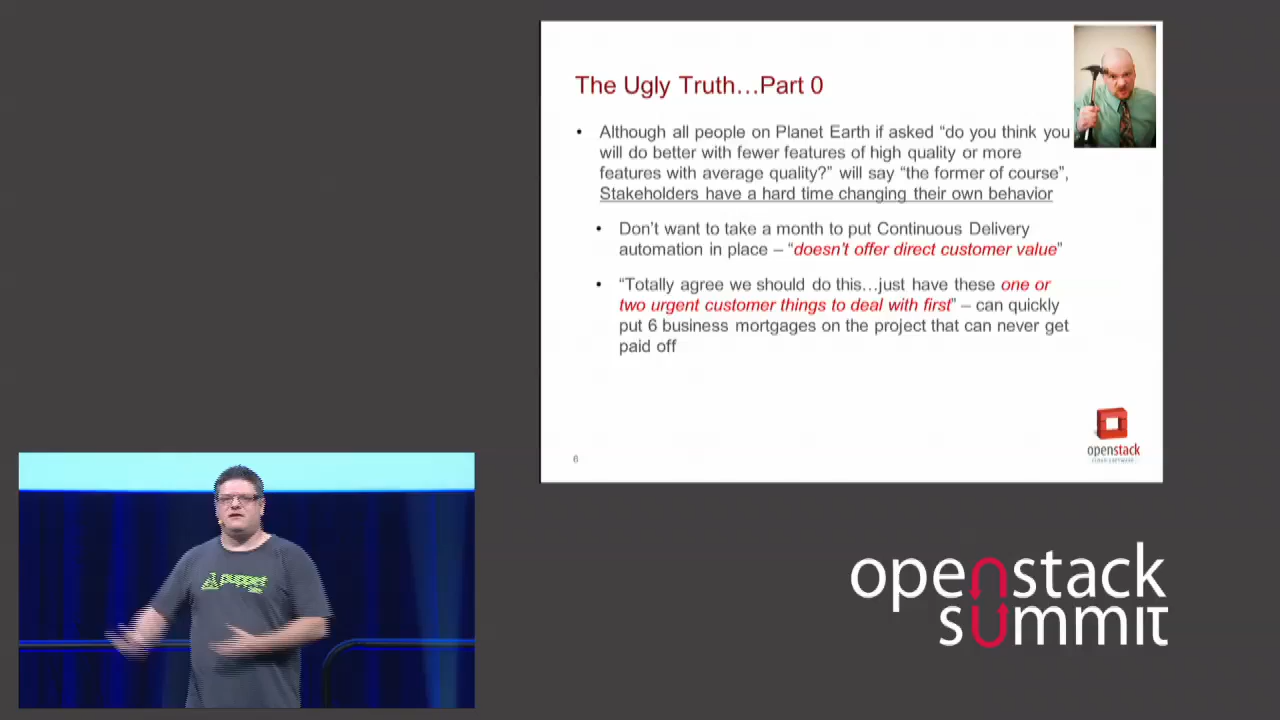 The Ugly Truth…Part 0
• Although all people on Planet Earth if asked “do you think you
will do better with fewer features of high quality or more
features with average quality?” will say “the former of course”,
Stakeholders have a hard time changing their own behavior
• Don’t want to take a month to put Continuous Delivery
automation in place – “doesn’t offer direct customer value”
• “Totally agree we should do this…just have these one or
two urgent customer things to deal with first” – can quickly
put 6 business mortgages on the project that can never get
paid off
6
openstack
CLOUD SOFTWARE
puppet
openstack
summit